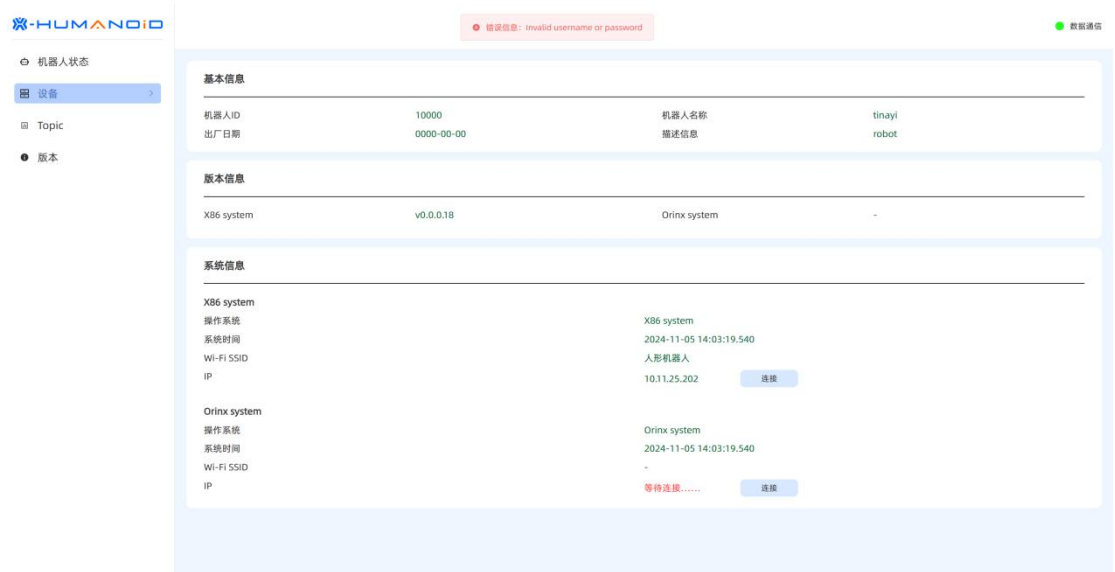 X-HUMANOiD
错误信息：Invalid username or password
数据通信
机器人状态
设备
Topic
版本
基本信息
机器人ID 10000 机器人名称 tinayi
出厂日期 0000-00-00 描述信息 robot
版本信息
X86 system v0.0.0.18 Orinx system -
系统信息
X86 system
操作系统 X86 system
系统时间 2024-11-05 14:03:19.540
Wi-Fi SSID 人形机器人
IP 10.11.25.202 连接
Orinx system
操作系统 Orinx system
系统时间 2024-11-05 14:03:19.540
Wi-Fi SSID -
IP 等待连接...... 连接